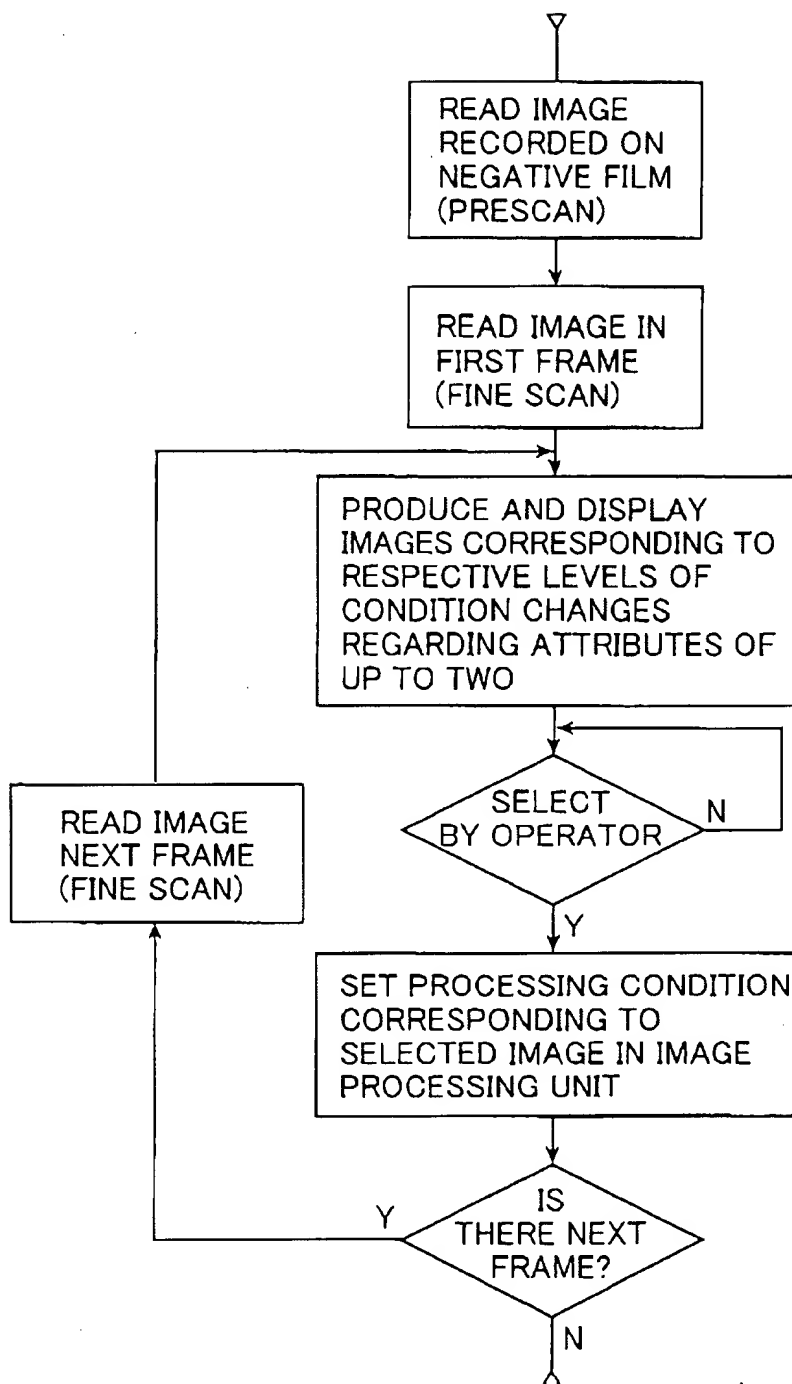 READ IMAGE
RECORDED ON
NEGATIVE FILM
(PRESCAN)
READ IMAGE IN
FIRST FRAME
(FINE SCAN)
PRODUCE AND DISPLAY
IMAGES CORRESPONDING TO
RESPECTIVE LEVELS OF
CONDITION CHANGES
REGARDING ATTRIBUTES OF
UP TO TWO
SELECT
BY OPERATOR
N
Y
READ IMAGE
NEXT FRAME
(FINE SCAN)
SET PROCESSING CONDITION
CORRESPONDING TO
SELECTED IMAGE IN IMAGE
PROCESSING UNIT
IS
THERE NEXT
FRAME?
Y
N